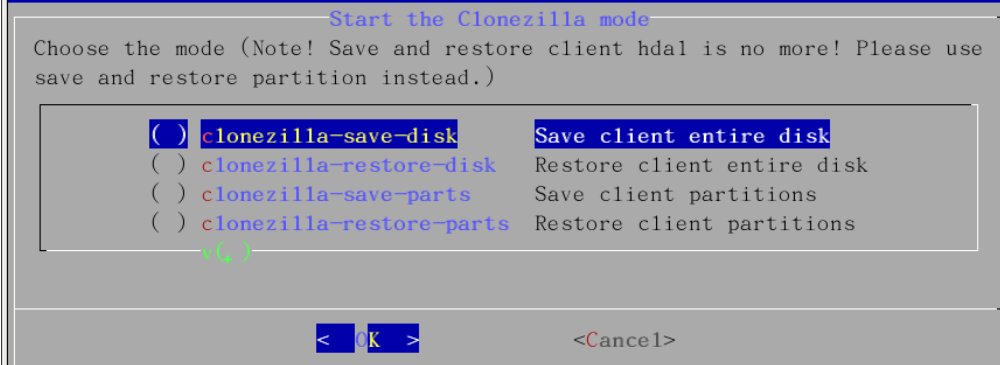 Start the Clonezilla mode
Choose the mode (Note! Save and restore client hda1 is no more! Please use
save and restore partition instead.)
( ) clonezilla-save-disk Save client entire disk
( ) clonezilla-restore-disk Restore client entire disk
( ) clonezilla-save-parts Save client partitions
( ) clonezilla-restore-parts Restore client partitions
v(+)
< OK > <Cancel>